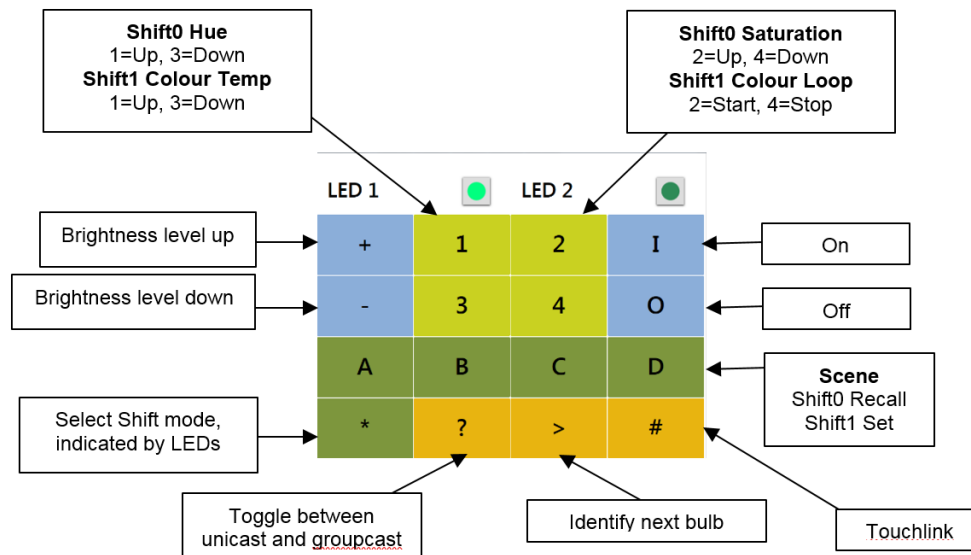 Shift0 Hue
1=Up, 3=Down
Shift1 Colour Temp
1=Up, 3=Down
Shift0 Saturation
2=Up, 4=Down
Shift1 Colour Loop
2=Start, 4=Stop
LED 1
LED 2
Brightness level up
+ 1 2 I
On
Brightness level down
- 3 4 O
Off
A B C D
Scene
Shift0 Recall
Shift1 Set
Select Shift mode,
indicated by LEDs
* ? > #
Toggle between
unicast and groupcast
Identify next bulb
Touchlink